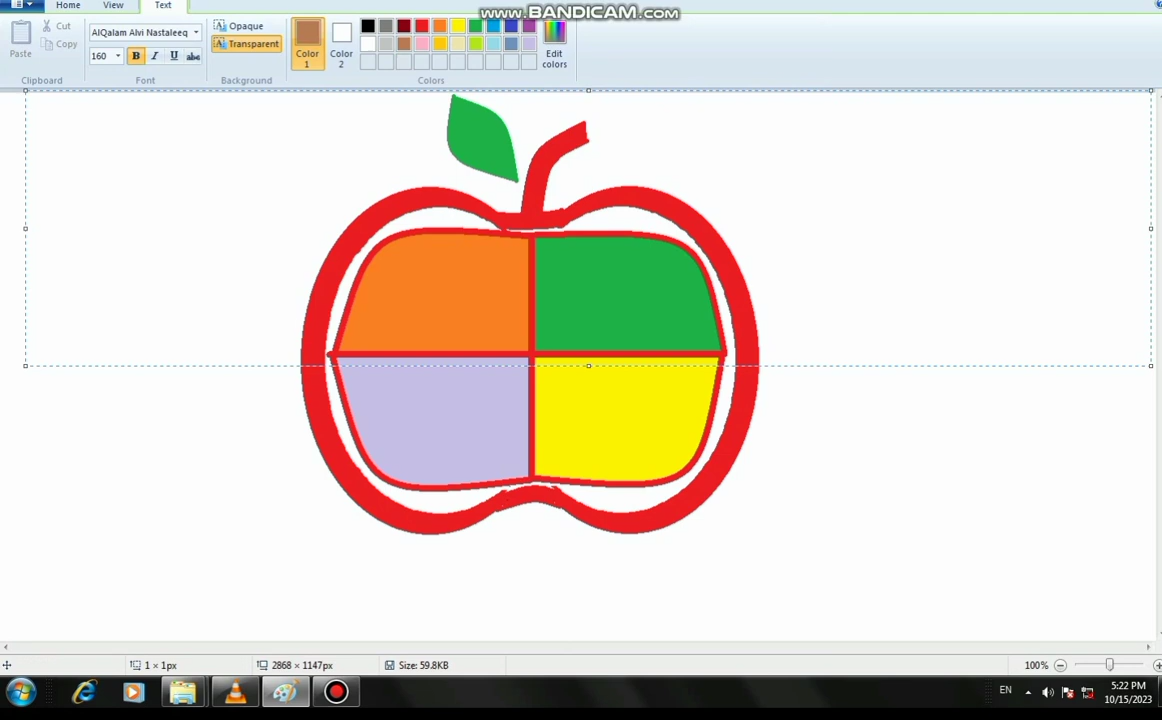 www.BANDICAM.com
Home View Text
Paste
Cut
Copy
Clipboard
AlQalam Alvi Nastaleeq
160 B I U abc
Font
Opaque
Transparent
Background
Color 1
Color 2
Edit colors
Colors
1 × 1px 2868 × 1147px Size: 59.8KB 100%
EN 5:22 PM
10/15/2023